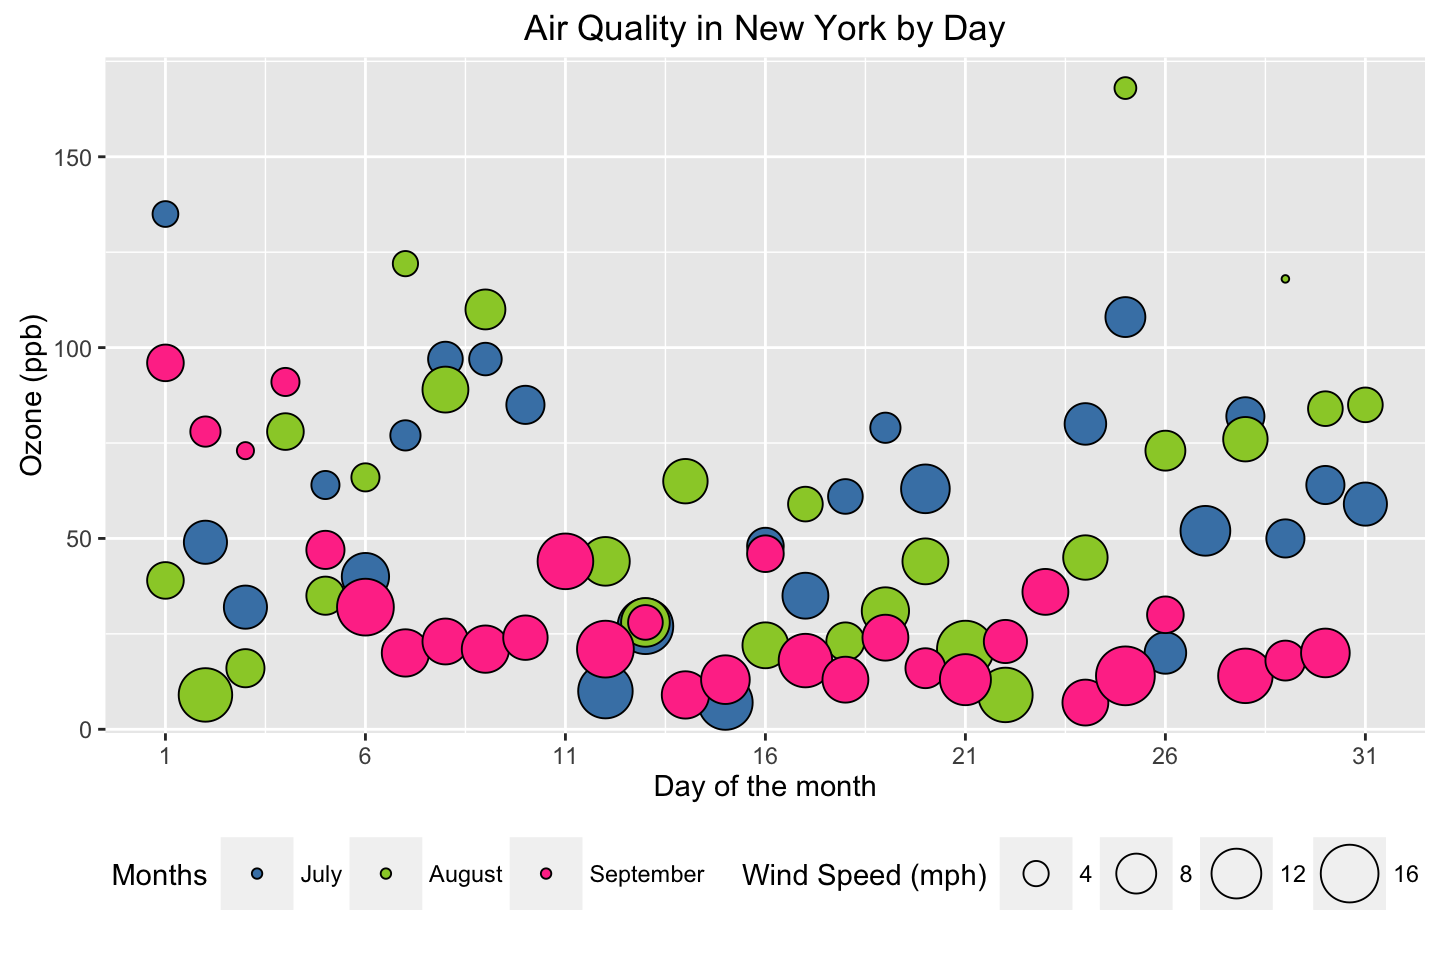 Air Quality in New York by Day
Ozone (ppb)
150
100
50
0
1 6 11 16 21 26 31
Day of the month
Months July August September Wind Speed (mph) 4 8 12 16